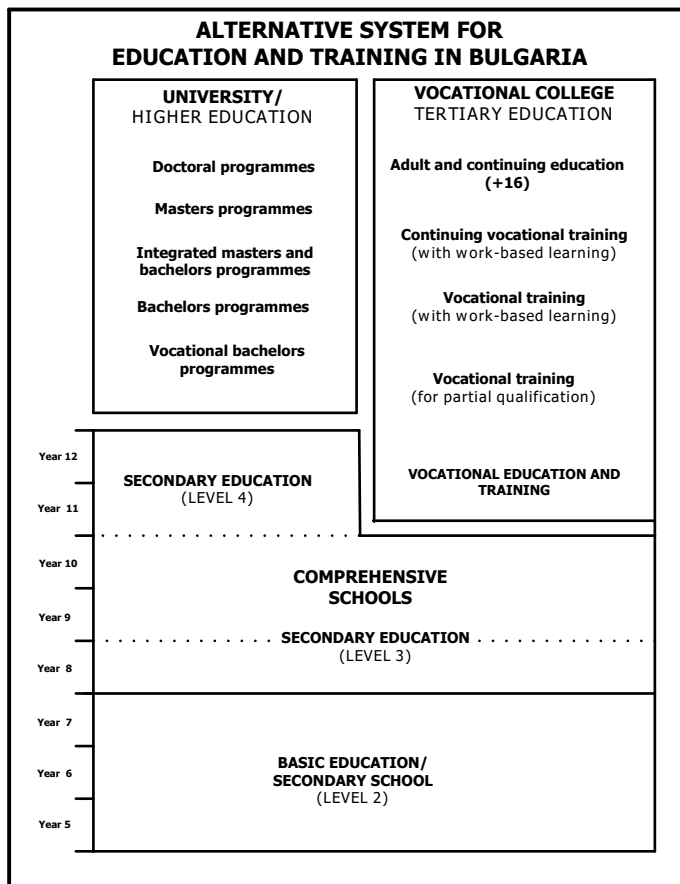 ALTERNATIVE SYSTEM FOR
EDUCATION AND TRAINING IN BULGARIA
UNIVERSITY/
HIGHER EDUCATION
Doctoral programmes
Masters programmes
Integrated masters and
bachelors programmes
Bachelors programmes
Vocational bachelors
programmes
VOCATIONAL COLLEGE
TERTIARY EDUCATION
Adult and continuing education
(+16)
Continuing vocational training
(with work-based learning)
Vocational training
(with work-based learning)
Vocational training
(for partial qualification)
VOCATIONAL EDUCATION AND
TRAINING
Year 12
SECONDARY EDUCATION
(LEVEL 4)
Year 11
Year 10
COMPREHENSIVE
SCHOOLS
Year 9
SECONDARY EDUCATION
(LEVEL 3)
Year 8
Year 7
BASIC EDUCATION/
SECONDARY SCHOOL
(LEVEL 2)
Year 6
Year 5